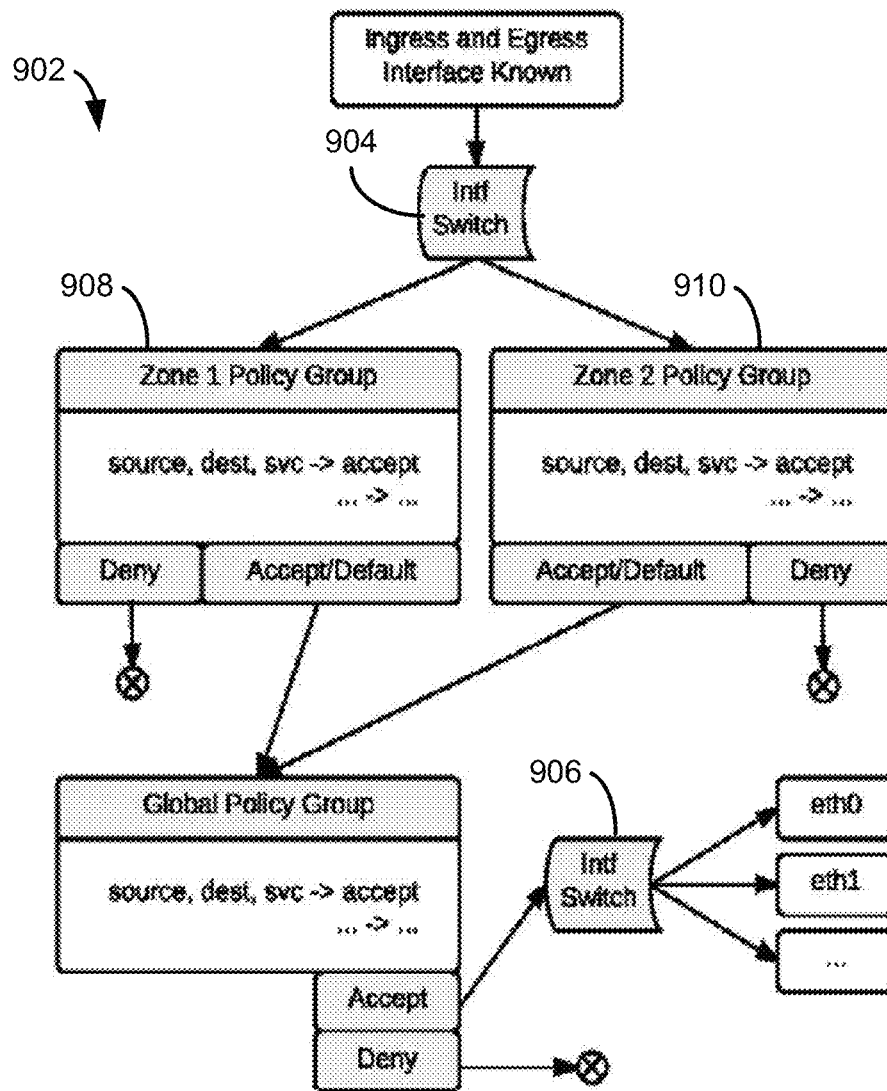 Ingress and Egress
Interface Known
902
904
Intf
Switch
908
910
Zone 1 Policy Group
source, dest, svc -> accept
... -> ...
Deny
Accept/Default
Zone 2 Policy Group
source, dest, svc -> accept
... -> ...
Accept/Default
Deny
Global Policy Group
source, dest, svc -> accept
... -> ...
Accept
Deny
906
Intf
Switch
eth0
eth1
...